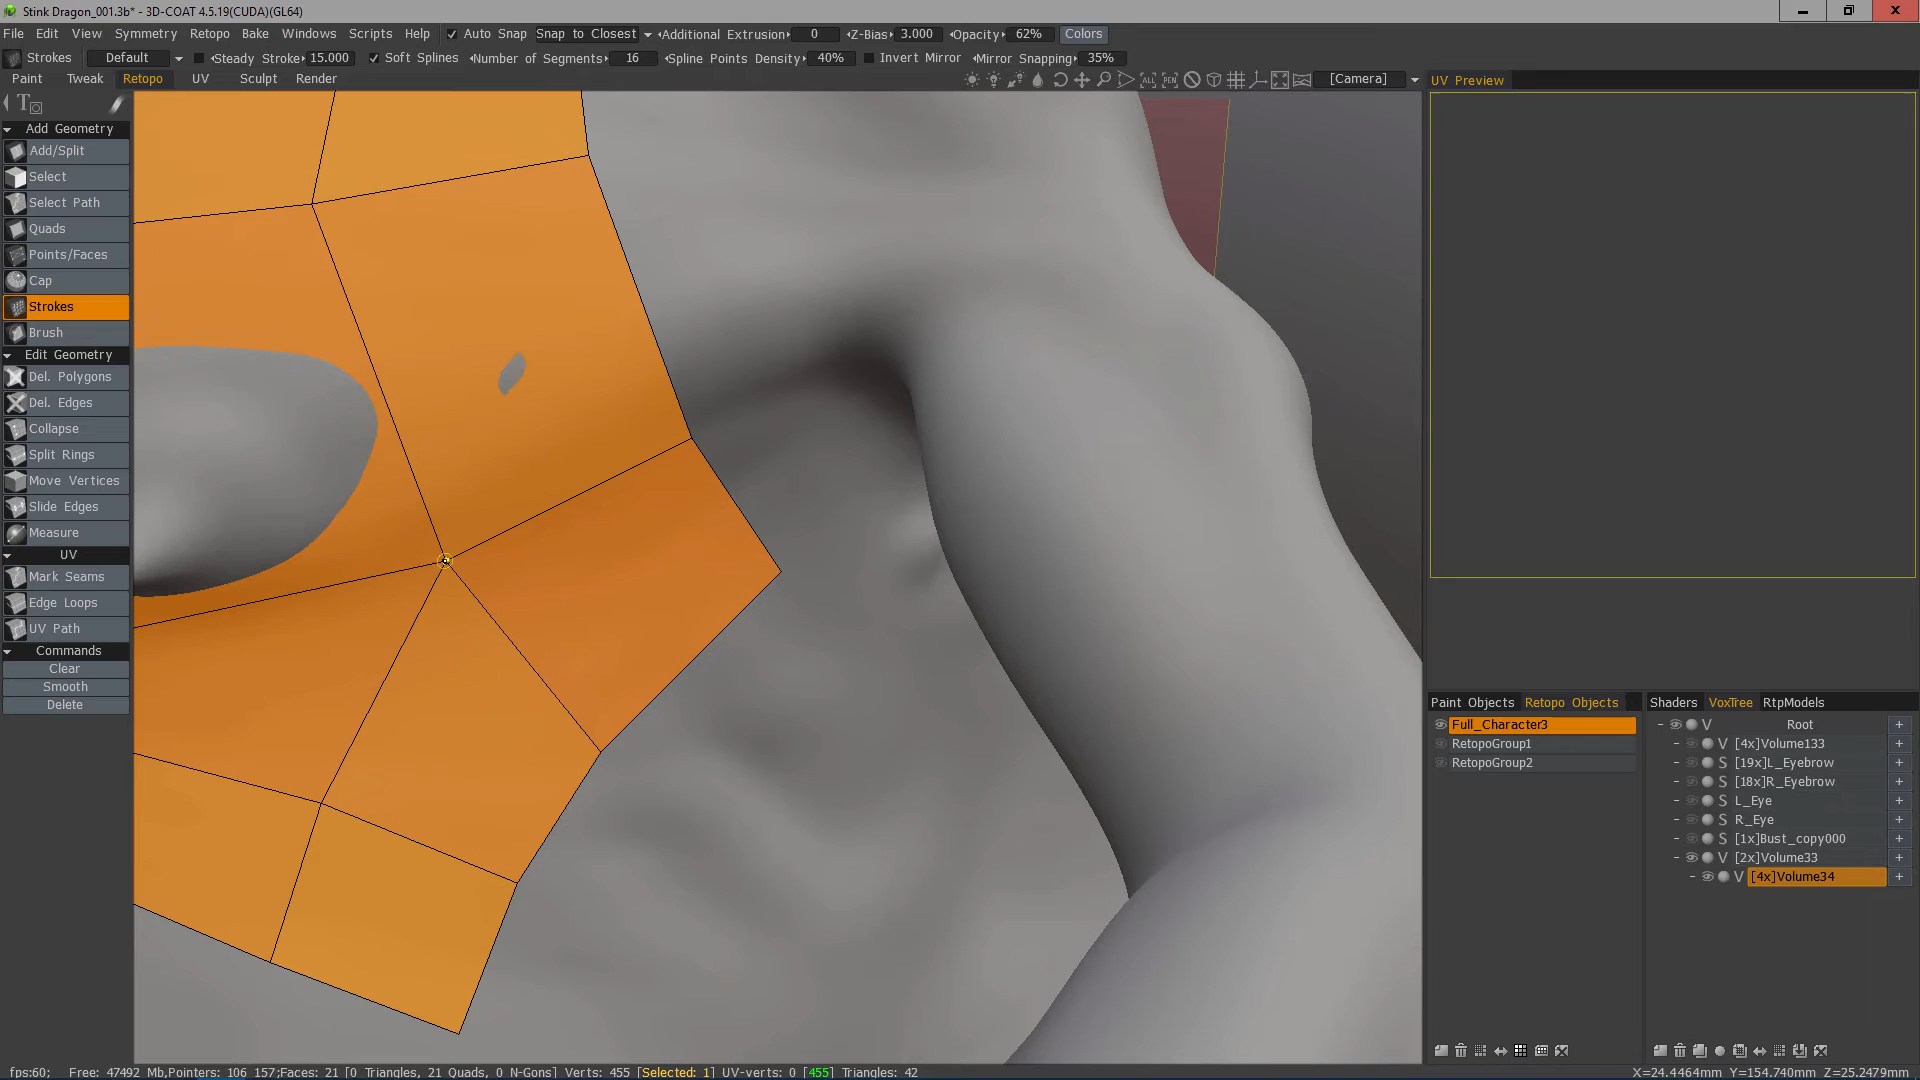 Stink Dragon_001.3b* - 3D-COAT 4.5.19(CUDA)(GL64)
File Edit View Symmetry Retopo Bake Windows Scripts Help Auto Snap Snap to Closest Additional Extrusion 0 Z-Bias 3.000 Opacity 62% Colors
Strokes Default Steady Stroke 15.000 Soft Splines Number of Segments 16 Spline Points Density 40% Invert Mirror Mirror Snapping 35%
Paint Tweak Retopo UV Sculpt Render ALL PEN [Camera] UV Preview
Add Geometry
Add/Split
Select
Select Path
Quads
Points/Faces
Cap
Strokes
Brush
Edit Geometry
Del. Polygons
Del. Edges
Collapse
Split Rings
Move Vertices
Slide Edges
Measure
UV
Mark Seams
Edge Loops
UV Path
Commands
Clear
Smooth
Delete
Paint Objects Retopo Objects
Full_Character3
RetopoGroup1
RetopoGroup2
Shaders VoxTree RtpModels
V Root +
V [4x]Volume133 +
S [19x]L_Eyebrow +
S [18x]R_Eyebrow +
S L_Eye +
S R_Eye +
S [1x]Bust_copy000 +
V [2x]Volume33 +
V [4x]Volume34 +
fps:60; Free: 47492 Mb,Pointers: 106 157;Faces: 21 [0 Triangles, 21 Quads, 0 N-Gons] Verts: 455 [Selected: 1] UV-verts: 0 [455] Triangles: 42 X=24.4464mm Y=154.740mm Z=25.2479mm